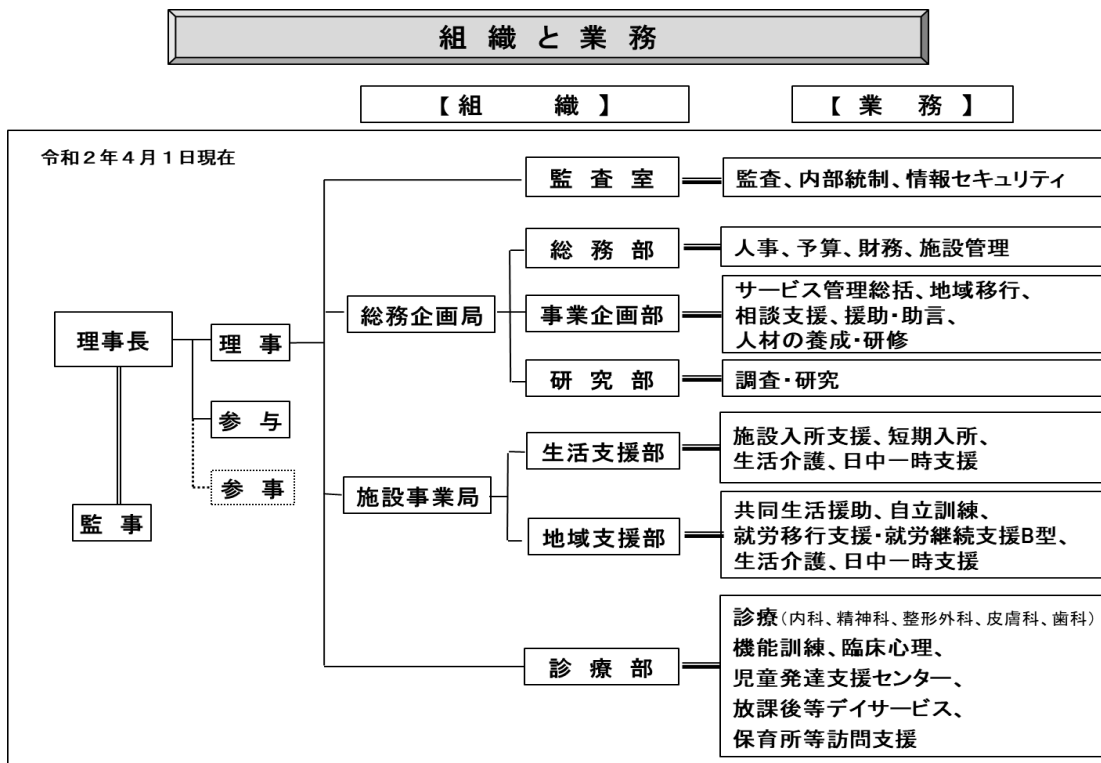 組織と業務
【組織】
【業務】
令和2年4月1日現在
理事長
理事
参与
参事
監事
監査室
監査、内部統制、情報セキュリティ
総務企画局
総務部
人事、予算、財務、施設管理
事業企画部
サービス管理総括、地域移行、
相談支援、援助・助言、
人材の養成・研修
研究部
調査・研究
施設事業局
生活支援部
施設入所支援、短期入所、
生活介護、日中一時支援
地域支援部
共同生活援助、自立訓練、
就労移行支援・就労継続支援B型、
生活介護、日中一時支援
診療部
診療(内科、精神科、整形外科、皮膚科、歯科)
機能訓練、臨床心理、
児童発達支援センター、
放課後等デイサービス、
保育所等訪問支援